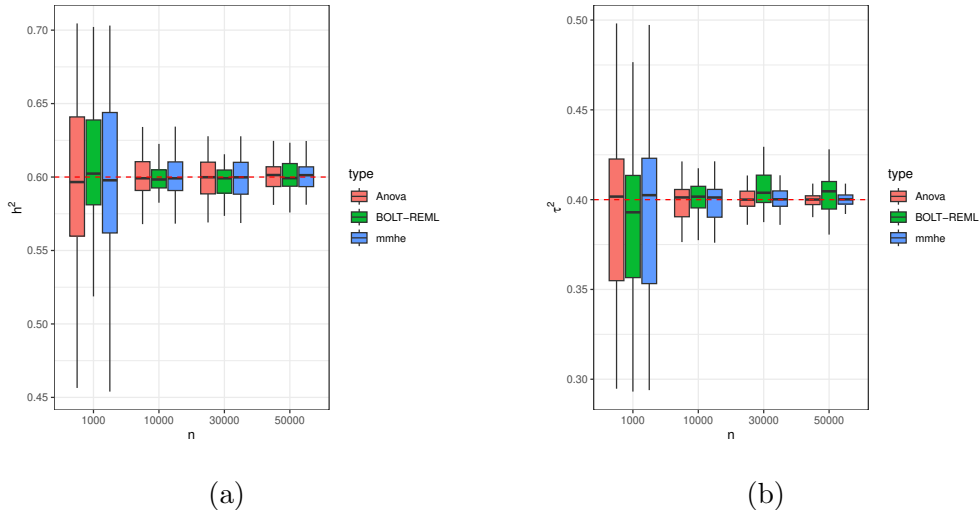 0.70
0.65
0.60
0.55
0.50
0.45
h²
1000
10000
30000
50000
n
type
Anova
BOLT-REML
mmhe
(a)
0.50
0.45
0.40
0.35
0.30
τ²
1000
10000
30000
50000
n
type
Anova
BOLT-REML
mmhe
(b)